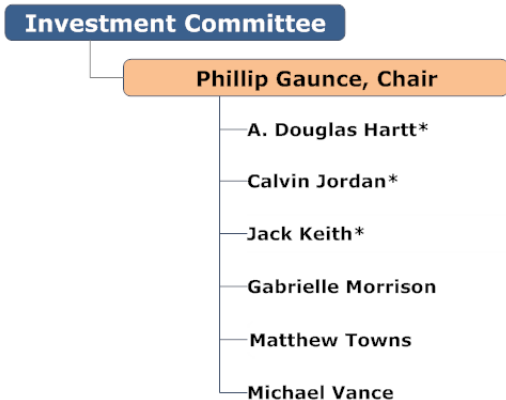 Investment Committee
Phillip Gaunce, Chair
A. Douglas Hartt*
Calvin Jordan*
Jack Keith*
Gabrielle Morrison
Matthew Towns
Michael Vance